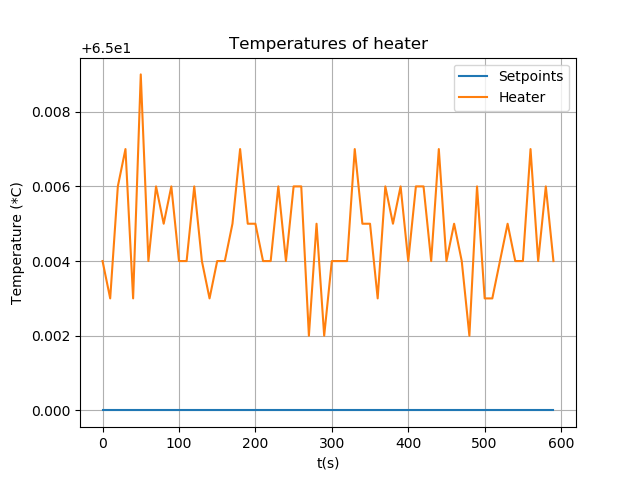 Temperatures of heater
+6.5e1
Setpoints
Heater
0.008
0.006
0.004
0.002
0.000
Temperature (*C)
0 100 200 300 400 500 600
t(s)